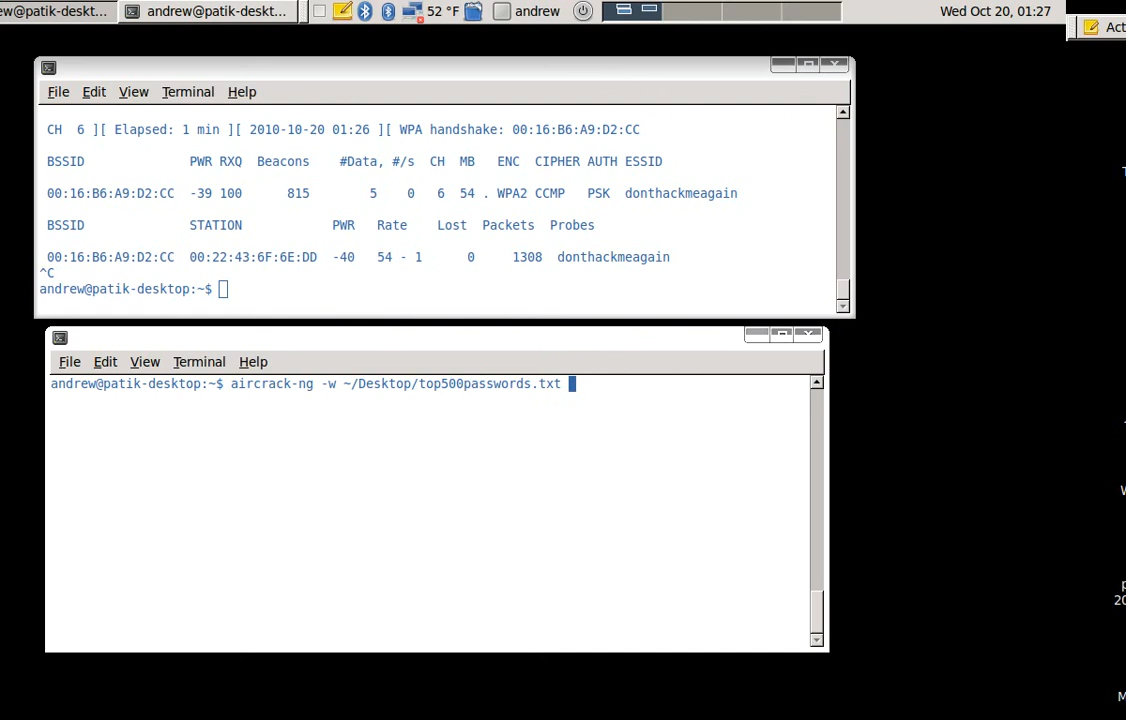 ew@patik-deskt... andrew@patik-deskt... 52 °F andrew Wed Oct 20, 01:27
Act
File Edit View Terminal Help
CH 6 ][ Elapsed: 1 min ][ 2010-10-20 01:26 ][ WPA handshake: 00:16:B6:A9:D2:CC
BSSID PWR RXQ Beacons #Data, #/s CH MB ENC CIPHER AUTH ESSID
00:16:B6:A9:D2:CC -39 100 815 5 0 6 54 . WPA2 CCMP PSK donthackmeagain
BSSID STATION PWR Rate Lost Packets Probes
00:16:B6:A9:D2:CC 00:22:43:6F:6E:DD -40 54 - 1 0 1308 donthackmeagain
^C
andrew@patik-desktop:~$
File Edit View Terminal Help
andrew@patik-desktop:~$ aircrack-ng -w ~/Desktop/top500passwords.txt
20